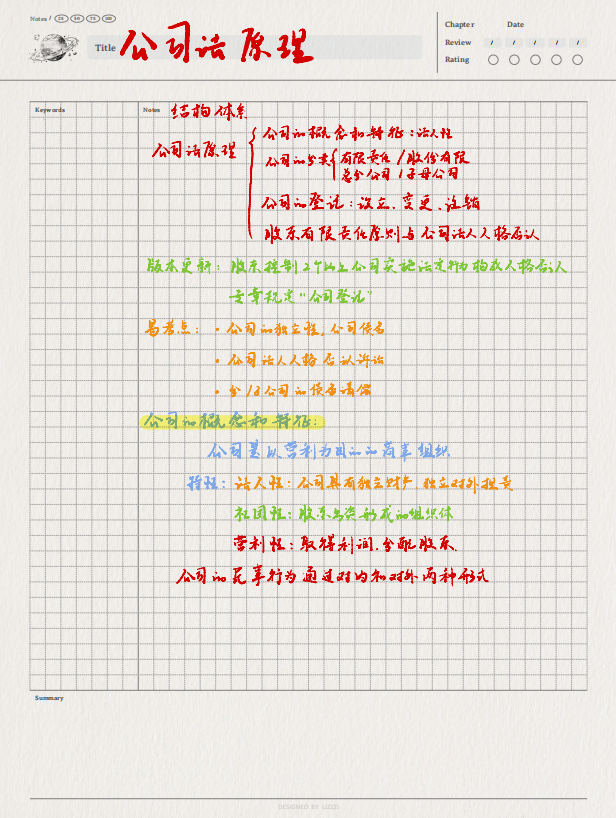 Notes / 25 50 75 100
Title 公司法原理
Chapter Date
Review / / / / /
Rating
Keywords
Notes 结构体系
公司法原理
公司的概念和特征:法人性
公司的分类 有限责任/股份有限
总分公司/子母公司
公司的登记:设立、变更、注销
股东有限责任原则与公司法人人格否认
版本更新:股东控制2个以上公司实施法定行为构成人格否认
专章规定“公司登记”
易考点:·公司的独立性,公司债务
·公司法人人格否认诉讼
·分/子公司的债务清偿
公司的概念和特征:
公司是以营利为目的的商事组织
特性:法人性:公司具有独立财产,独立对外担责
社团性:股东出资形成的组织体
营利性:取得利润,分配股东.
公司的民事行为通过对内和对外两种形式
Summary
DESIGNED BY